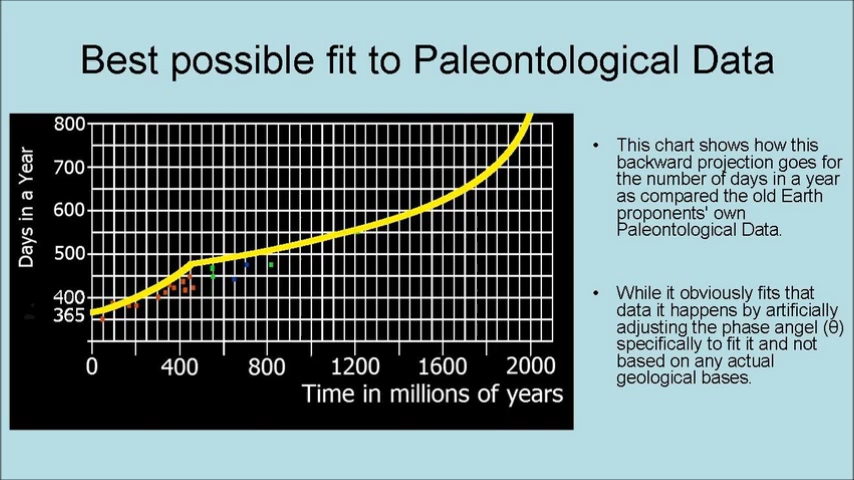 Best possible fit to Paleontological Data
800
700
600
500
400
365
Days in a Year
0
400
800
1200
1600
2000
Time in millions of years
• This chart shows how this
backward projection goes for
the number of days in a year
as compared the old Earth
proponents' own
Paleontological Data.
• While it obviously fits that
data it happens by artificially
adjusting the phase angel (θ)
specifically to fit it and not
based on any actual
geological bases.